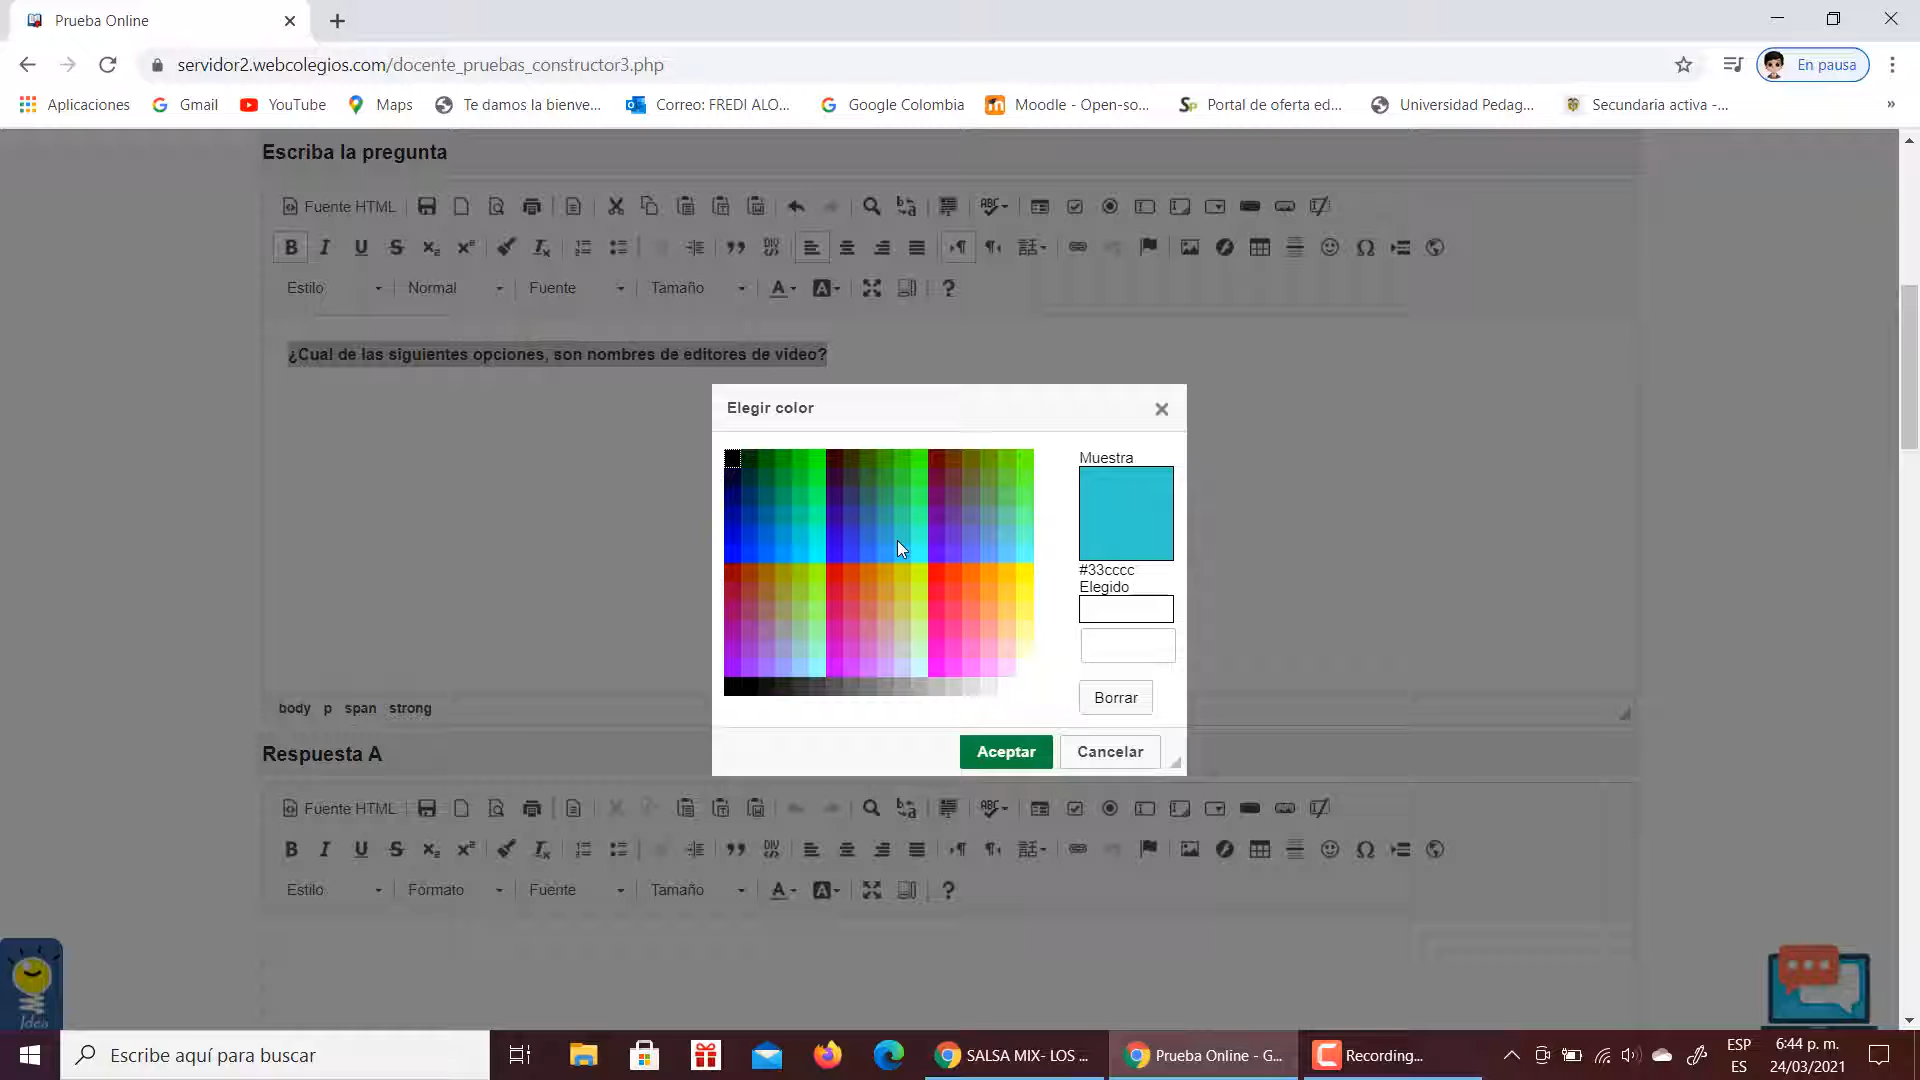 Prueba Online
servidor2.webcolegios.com/docente_pruebas_constructor3.php
En pausa
Aplicaciones
Gmail
YouTube
Maps
Te damos la bienve...
Correo: FREDI ALO...
Google Colombia
Moodle - Open-so...
Portal de oferta ed...
Universidad Pedag...
Secundaria activa -...
»
Escriba la pregunta
Fuente HTML
Estilo
Normal
Fuente
Tamaño
¿Cual de las siguientes opciones, son nombres de editores de video?
Elegir color
Muestra
#33cccc
Elegido
Borrar
Aceptar
Cancelar
body p span strong
Respuesta A
Fuente HTML
Estilo
Formato
Fuente
Tamaño
Idea
Escribe aquí para buscar
SALSA MIX- LOS ...
Prueba Online - G...
Recording...
ESP
ES
6:44 p. m.
24/03/2021